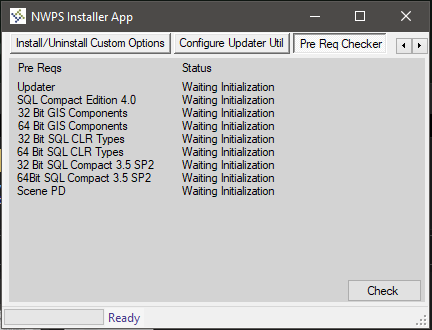 NWPS Installer App
Install/Uninstall Custom Options Configure Updater Util Pre Req Checker
Pre Reqs Status
Updater Waiting Initialization
SQL Compact Edition 4.0 Waiting Initialization
32 Bit GIS Components Waiting Initialization
64 Bit GIS Components Waiting Initialization
32 Bit SQL CLR Types Waiting Initialization
64 Bit SQL CLR Types Waiting Initialization
32 Bit SQL Compact 3.5 SP2 Waiting Initialization
64Bit SQL Compact 3.5 SP2 Waiting Initialization
Scene PD Waiting Initialization
Check
Ready